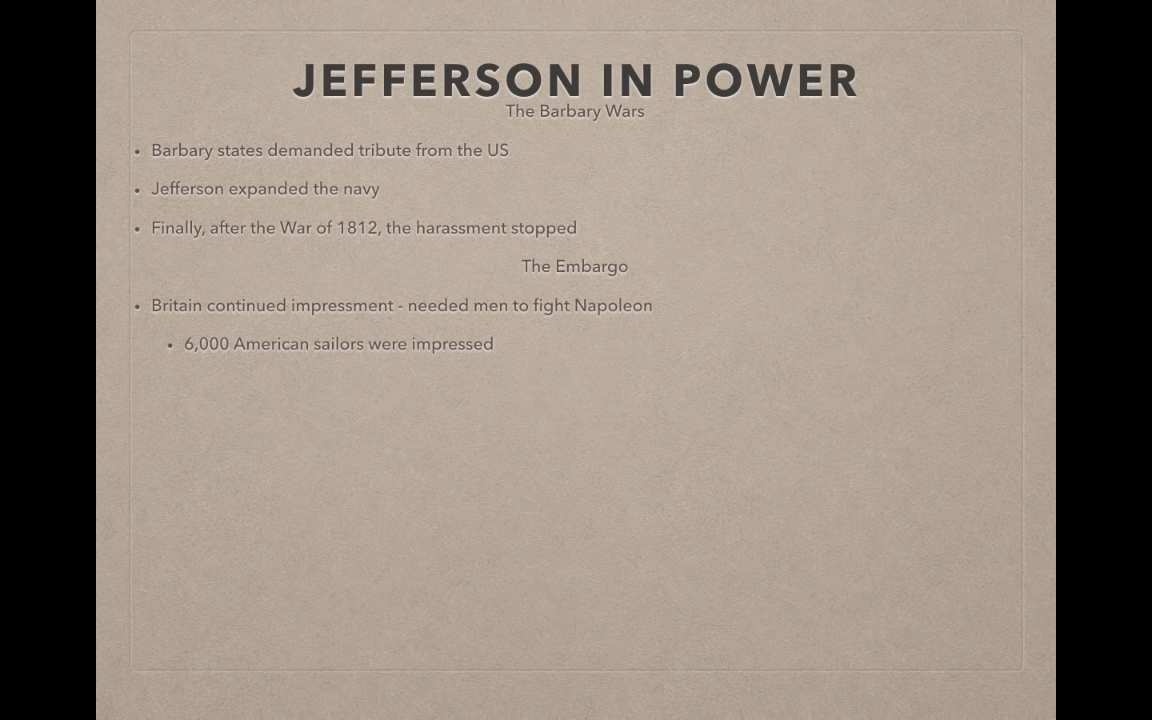 JEFFERSON IN POWER
The Barbary Wars
• Barbary states demanded tribute from the US
• Jefferson expanded the navy
• Finally, after the War of 1812, the harassment stopped
The Embargo
• Britain continued impressment - needed men to fight Napoleon
• 6,000 American sailors were impressed